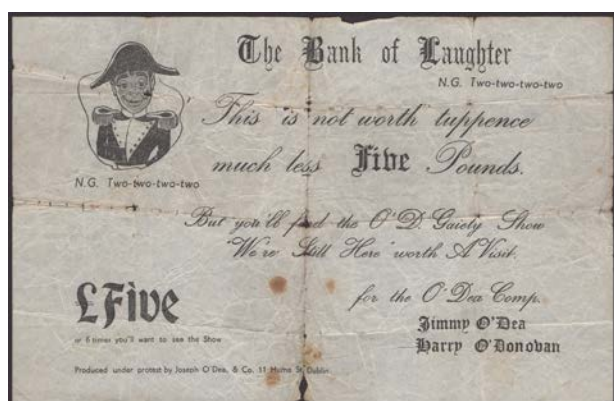 The Bank of Laughter
N.G. Two-two-two-two
This is not worth tuppence
much less Five Pounds.
N.G. Two-two-two-two
But you'll find the O'D. Gaiety Show
"We're Still Here" worth A Visit.
£Five
or 6 times you'll want to see the Show
for the O'Dea Comp.
Jimmy O'Dea
Harry O'Donovan
Produced under protest by Joseph O'Dea, & Co. 11 St. Dublin